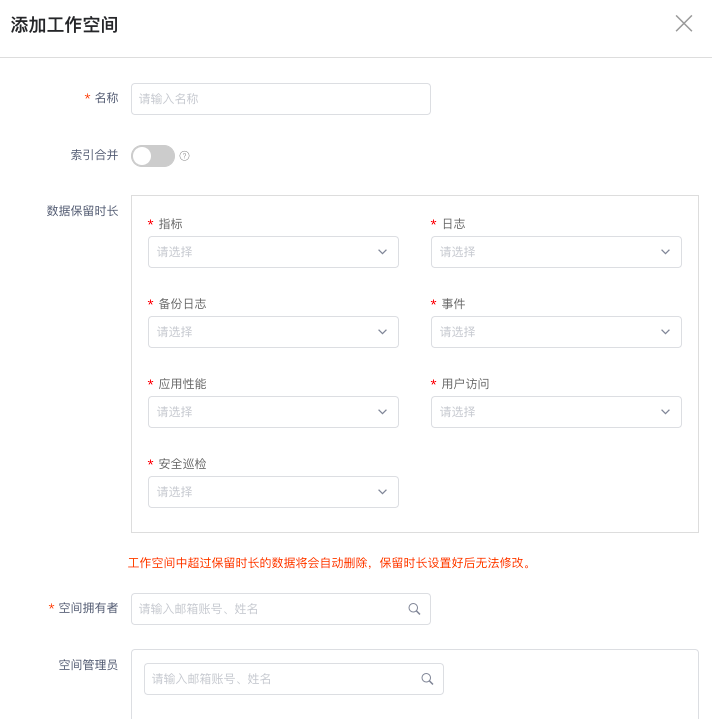 添加工作空间
* 名称
请输入名称
索引合并
数据保留时长
* 指标
* 日志
请选择
请选择
* 备份日志
* 事件
请选择
请选择
* 应用性能
* 用户访问
请选择
请选择
* 安全巡检
请选择
工作空间中超过保留时长的数据将会自动删除，保留时长设置好后无法修改。
* 空间拥有者
请输入邮箱账号、姓名
空间管理员
请输入邮箱账号、姓名